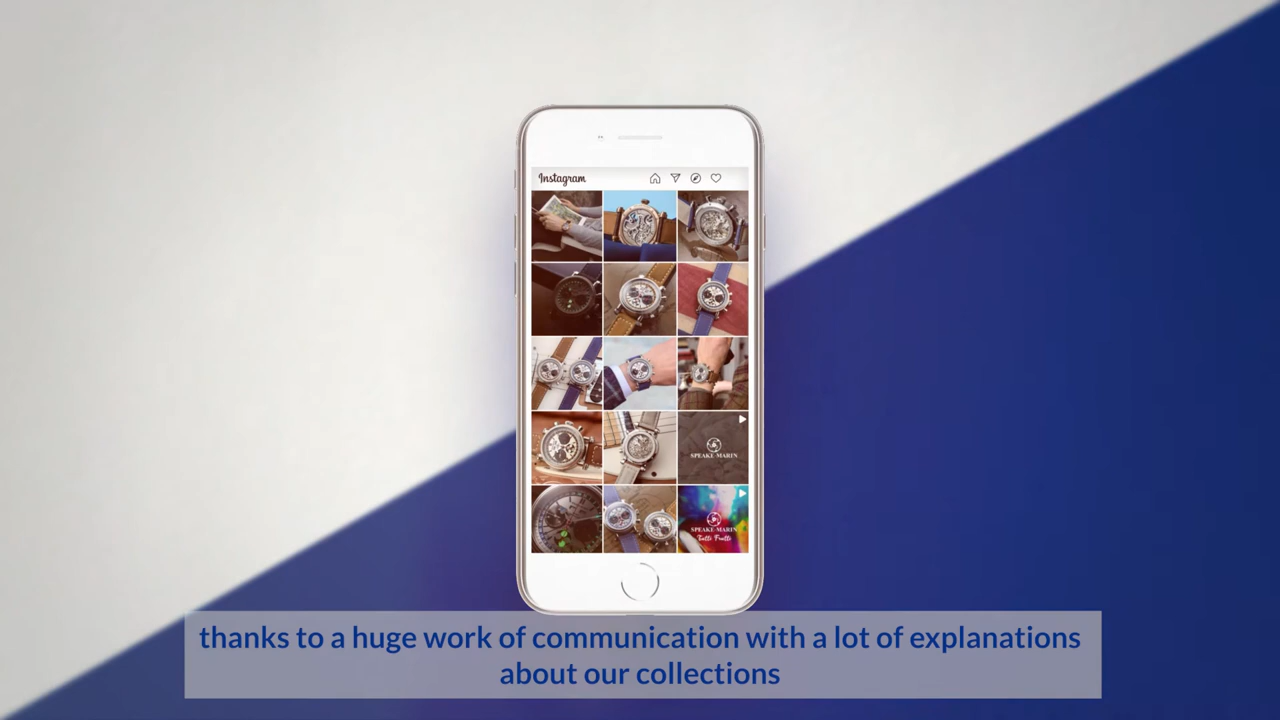 Instagram
SPEAKE-MARIN
SPEAKE-MARIN
Tutti Frutti
thanks to a huge work of communication with a lot of explanations
about our collections